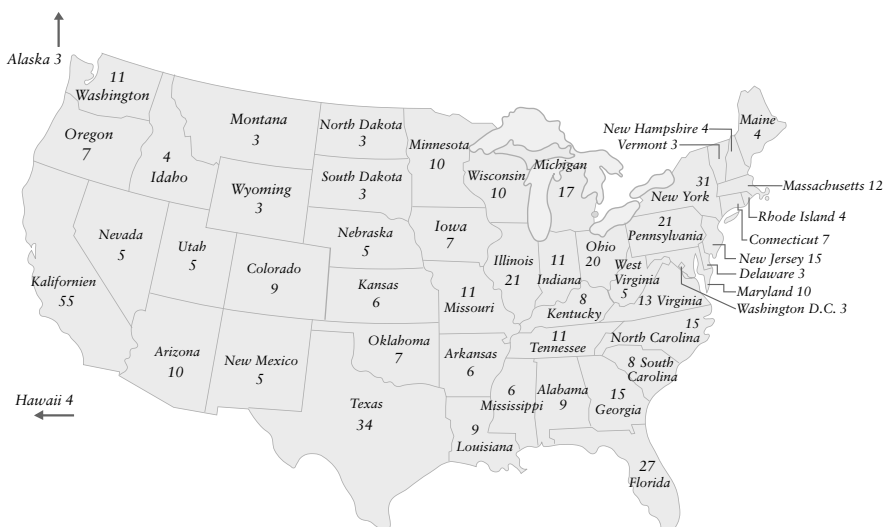 Alaska 3
11
Washington
Oregon
7
4
Idaho
Montana
3
North Dakota
3
Minnesota
10
Wisconsin
10
Michigan
17
New Hampshire 4
Vermont 3
Maine
4
31
New York
Massachusetts 12
Rhode Island 4
Connecticut 7
New Jersey 15
Delaware 3
Maryland 10
Washington D.C. 3
21
Pennsylvania
Wyoming
3
South Dakota
3
Nevada
5
Utah
5
Colorado
9
Nebraska
5
Iowa
7
Illinois
21
11
Indiana
Ohio
20
West
Virginia
5
13 Virginia
Kalifornien
55
Kansas
6
11
Missouri
8
Kentucky
15
North Carolina
11
Tennessee
8 South
Carolina
Arizona
10
New Mexico
5
Oklahoma
7
Arkansas
6
6
Mississippi
Alabama
9
15
Georgia
Hawaii 4
Texas
34
9
Louisiana
27
Florida